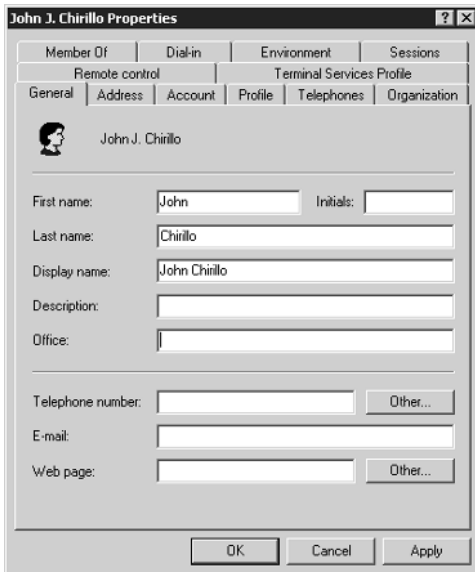 John J. Chirillo Properties ? X
Member Of Dial-in Environment Sessions
Remote control Terminal Services Profile
General Address Account Profile Telephones Organization
John J. Chirillo
First name: John Initials:
Last name: Chirillo
Display name: John Chirillo
Description:
Office:
Telephone number: Other...
E-mail:
Web page: Other...
OK Cancel Apply